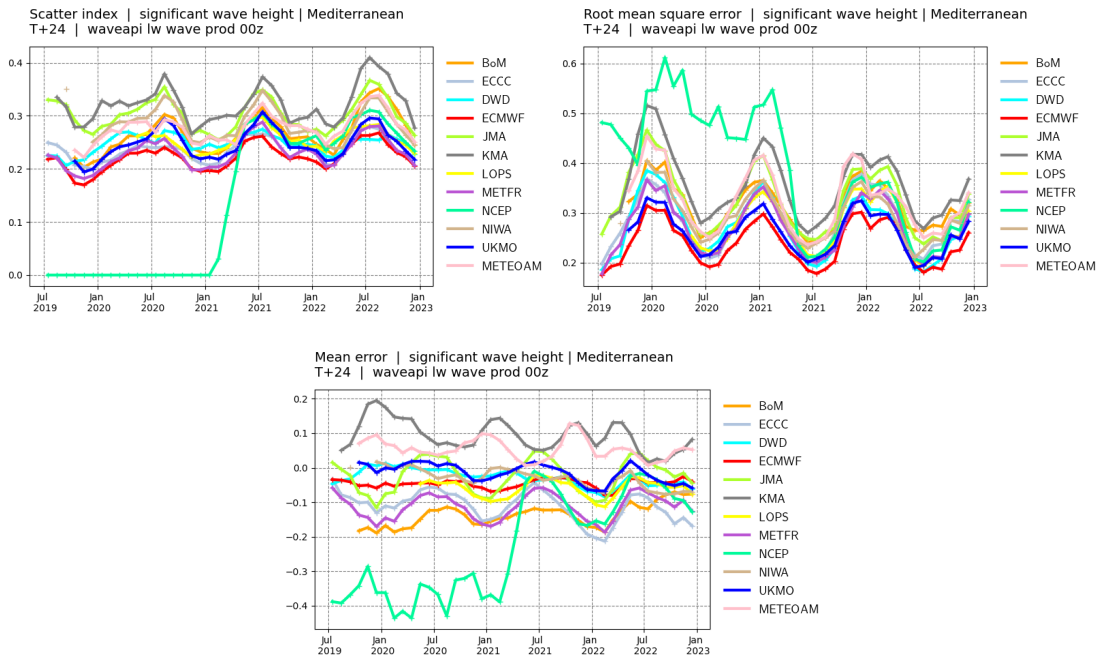 Scatter index | significant wave height | Mediterranean
T+24 | waveapi lw wave prod 00z
0.4
0.3
0.2
0.1
0.0
Jul 2019
Jan 2020
Jul 2020
Jan 2021
Jul 2021
Jan 2022
Jul 2022
Jan 2023
BoM
ECCC
DWD
ECMWF
JMA
KMA
LOPS
METFR
NCEP
NIWA
UKMO
METEOAM
Root mean square error | significant wave height | Mediterranean
T+24 | waveapi lw wave prod 00z
0.6
0.5
0.4
0.3
0.2
Jul 2019
Jan 2020
Jul 2020
Jan 2021
Jul 2021
Jan 2022
Jul 2022
Jan 2023
BoM
ECCC
DWD
ECMWF
JMA
KMA
LOPS
METFR
NCEP
NIWA
UKMO
METEOAM
Mean error | significant wave height | Mediterranean
T+24 | waveapi lw wave prod 00z
0.2
0.1
0.0
−0.1
−0.2
−0.3
−0.4
Jul 2019
Jan 2020
Jul 2020
Jan 2021
Jul 2021
Jan 2022
Jul 2022
Jan 2023
BoM
ECCC
DWD
ECMWF
JMA
KMA
LOPS
METFR
NCEP
NIWA
UKMO
METEOAM